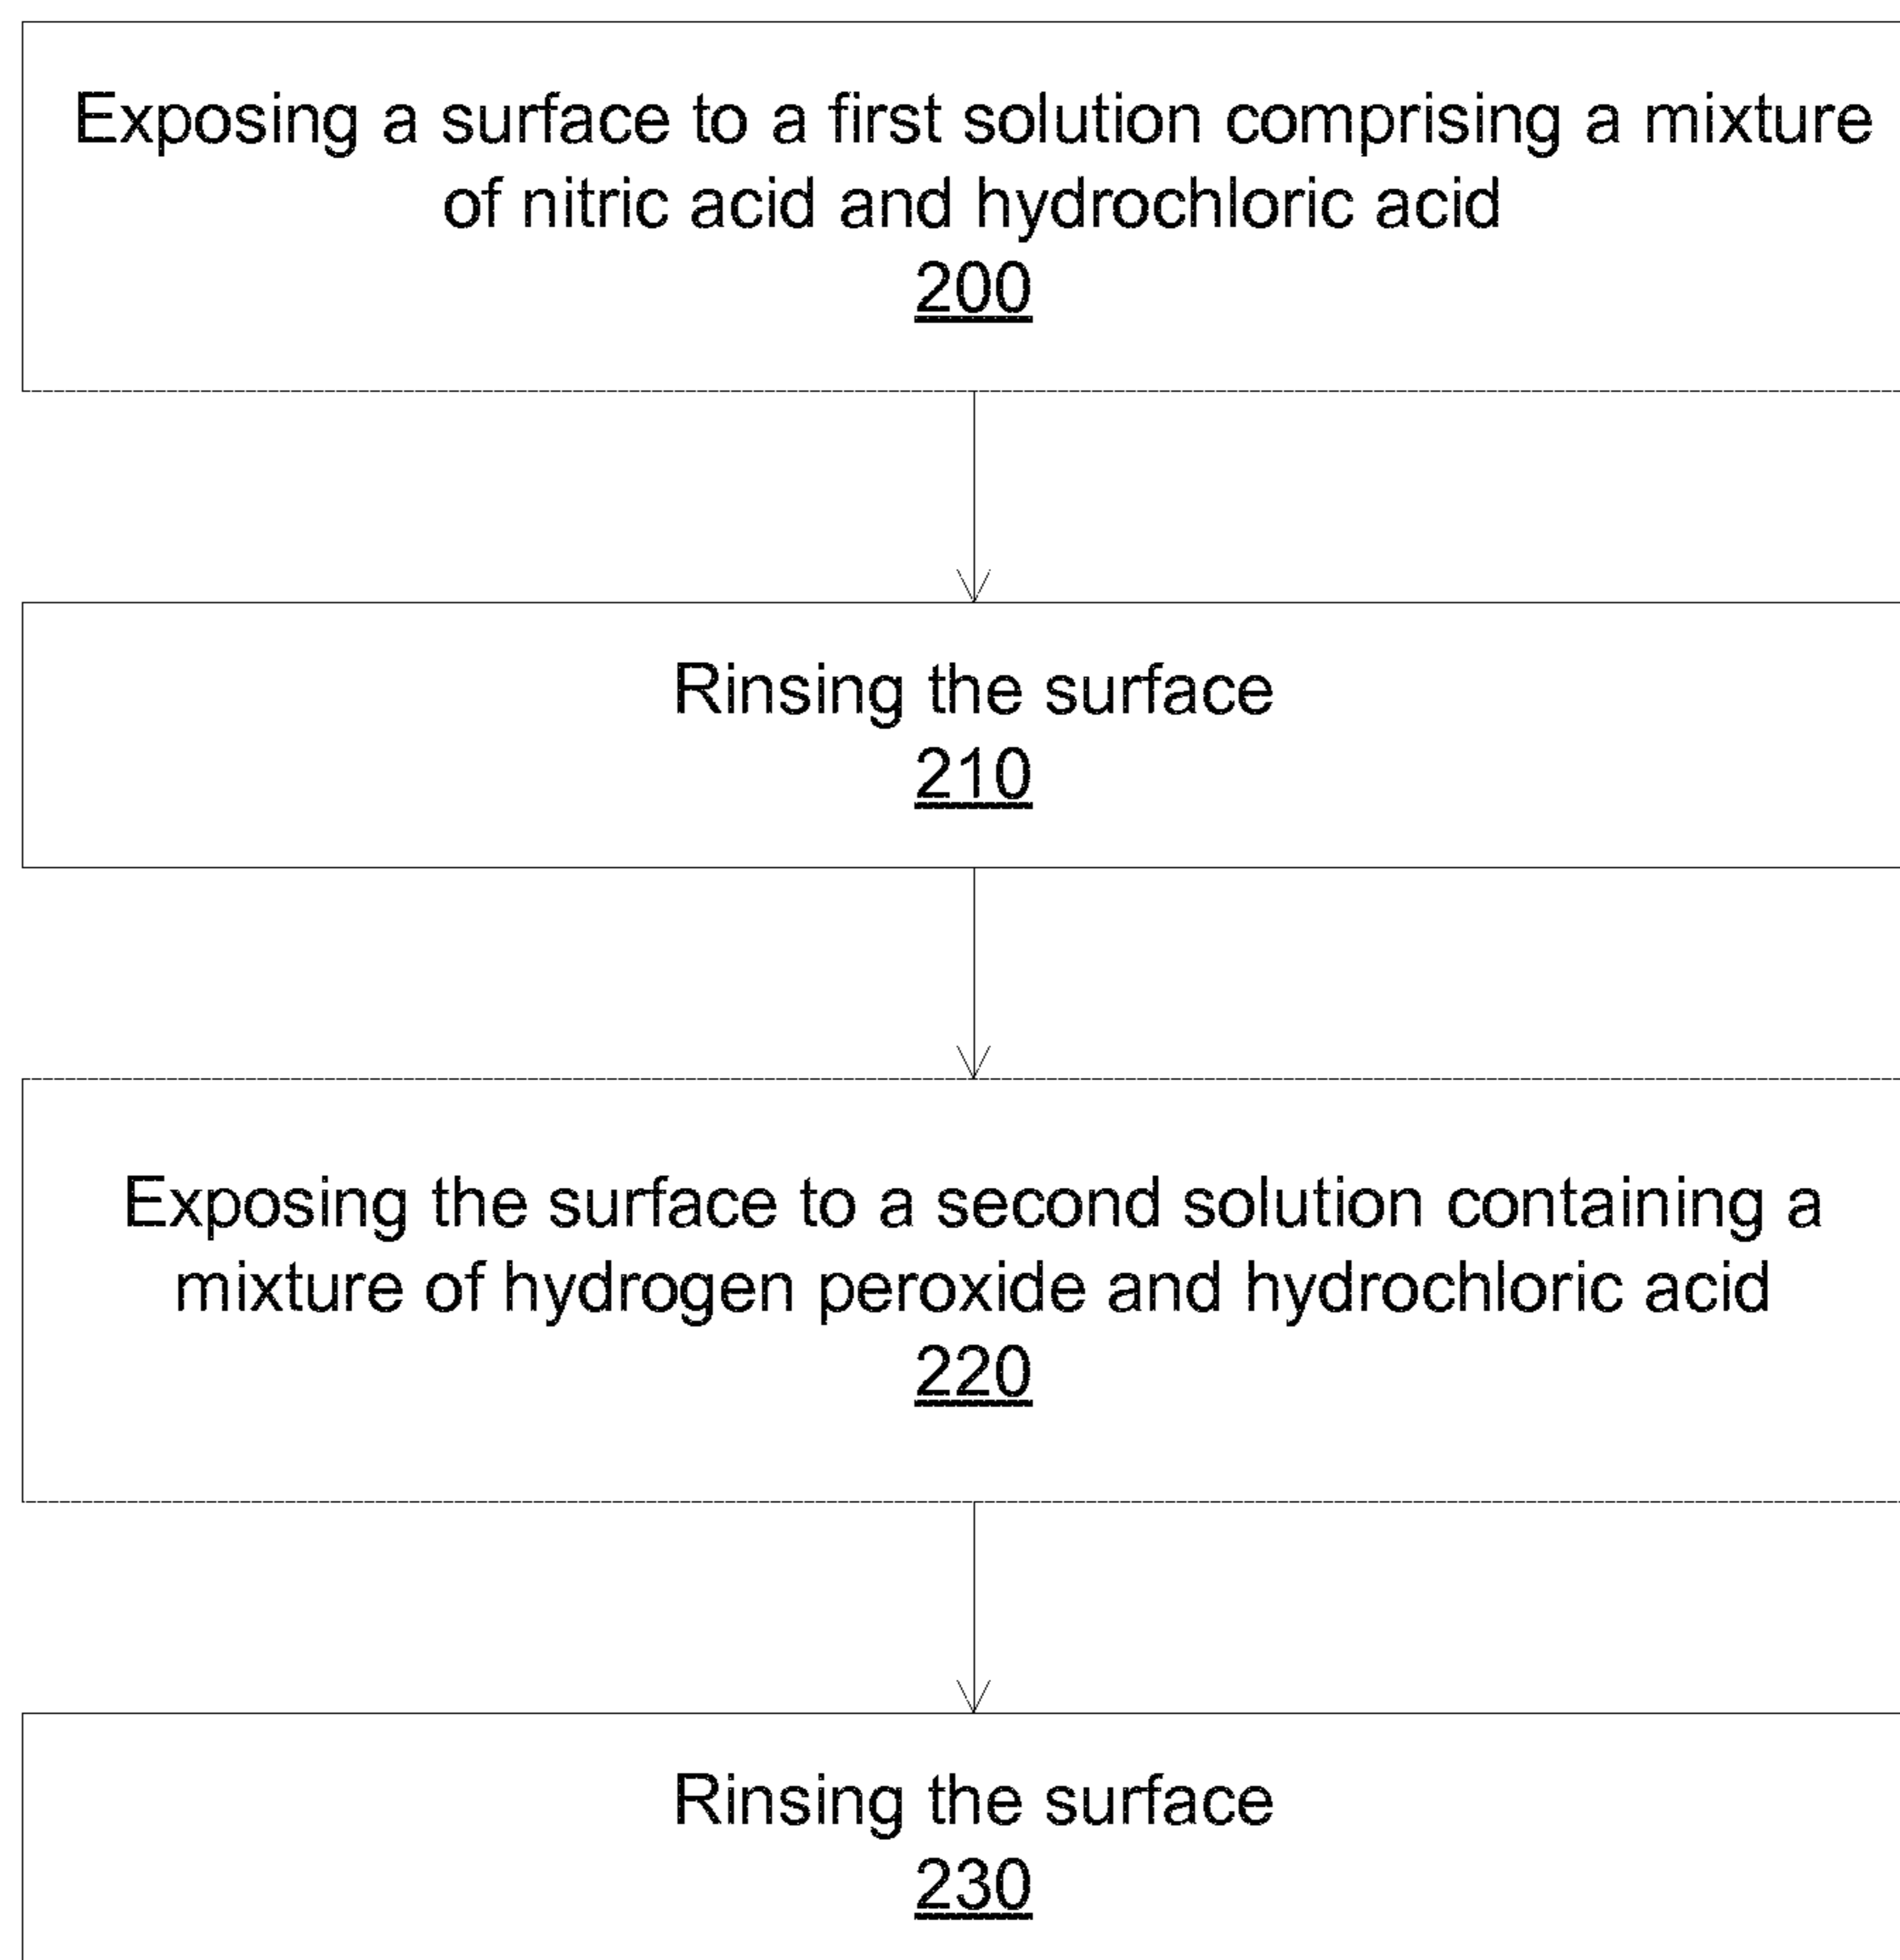 Exposing a surface to a first solution comprising a mixture
of nitric acid and hydrochloric acid
200
Rinsing the surface
210
Exposing the surface to a second solution containing a
mixture of hydrogen peroxide and hydrochloric acid
220
Rinsing the surface
230